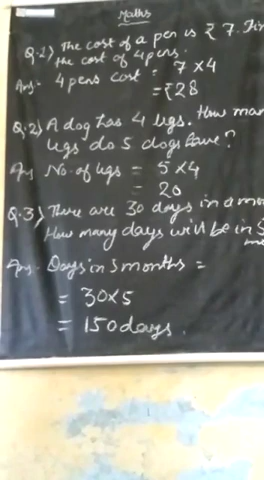 Maths
Q.1) The cost of a pen is ₹ 7. Fin
the cost of 4 pens.
Ans. 4 pens cost = 7 x 4
= ₹28
Q.2) A dog has 4 legs. How man
legs do 5 dogs have?
Ans No. of legs = 5 x 4
= 20
Q.3) There are 30 days in a mon
How many days will be in 5
Ans. Days in 5 months =
= 30x5
= 150 days.